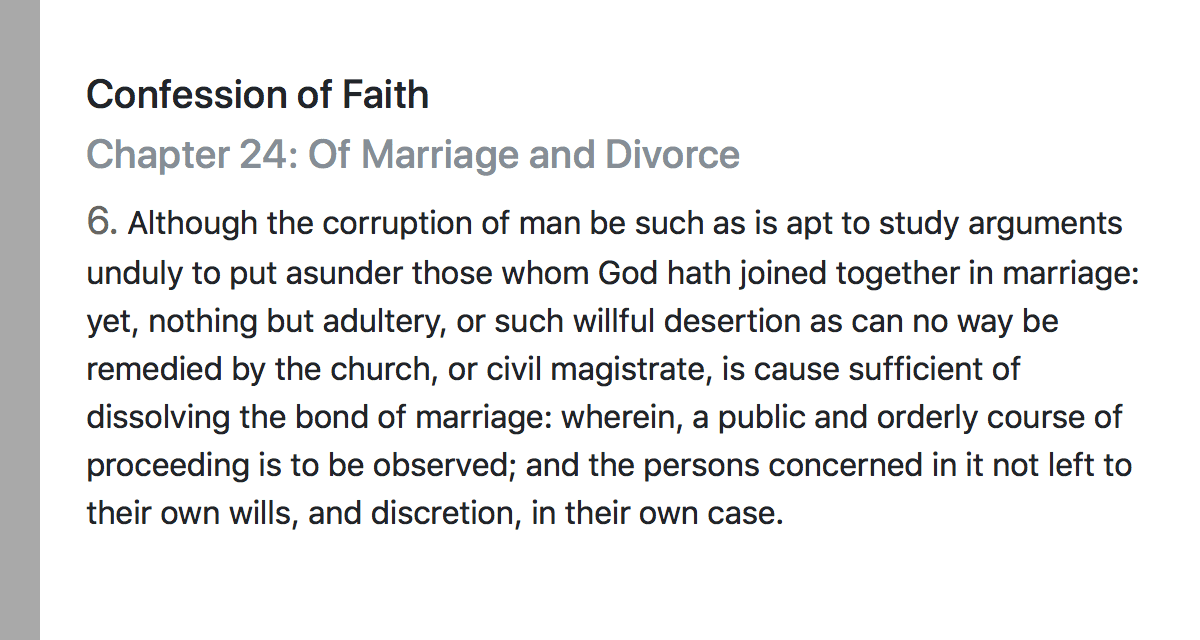 Confession of Faith
Chapter 24: Of Marriage and Divorce
6. Although the corruption of man be such as is apt to study arguments
unduly to put asunder those whom God hath joined together in marriage:
yet, nothing but adultery, or such willful desertion as can no way be
remedied by the church, or civil magistrate, is cause sufficient of
dissolving the bond of marriage: wherein, a public and orderly course of
proceeding is to be observed; and the persons concerned in it not left to
their own wills, and discretion, in their own case.